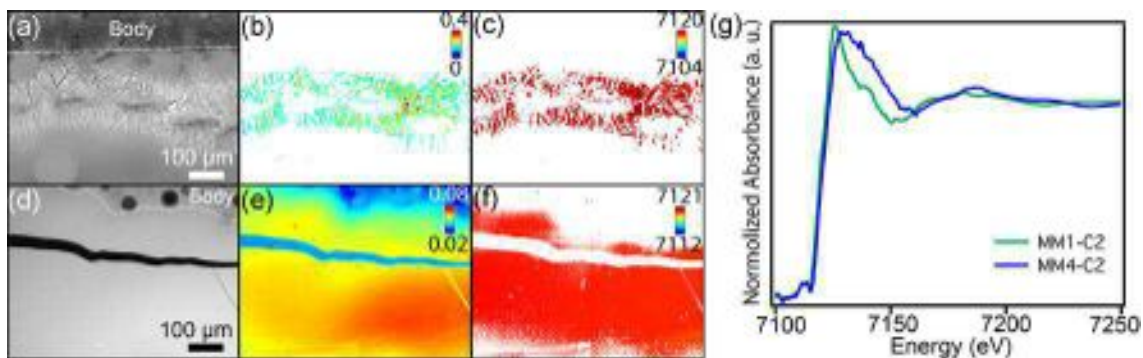 (a)
Body
100 µm
(b)
0.4
0
(c)
7120
7104
(d)
Body
100 µm
(e)
0.08
0.02
(f)
7121
7112
(g)
Normolized Absorbance (a. u.)
MM1-C2
MM4-C2
7100
7150
7200
7250
Energy (eV)